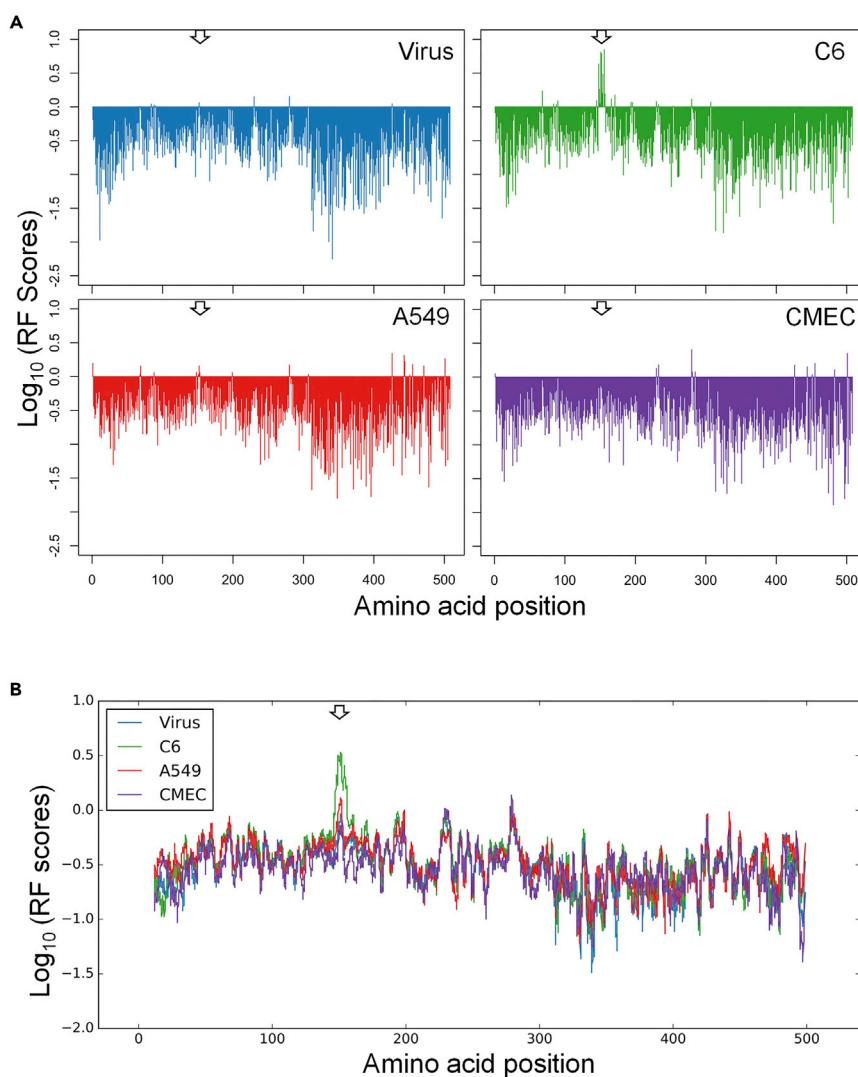 A
Virus
C6
A549
CMEC
Log10 (RF Scores)
1.0
0.5
0.0
-0.5
-1.5
-2.5
1.0
0.5
0.0
-0.5
-1.5
-2.5
0 100 200 300 400 500
0 100 200 300 400 500
Amino acid position
B
Virus
C6
A549
CMEC
Log10 (RF scores)
1.0
0.5
0.0
−0.5
−1.0
−1.5
−2.0
0 100 200 300 400 500
Amino acid position